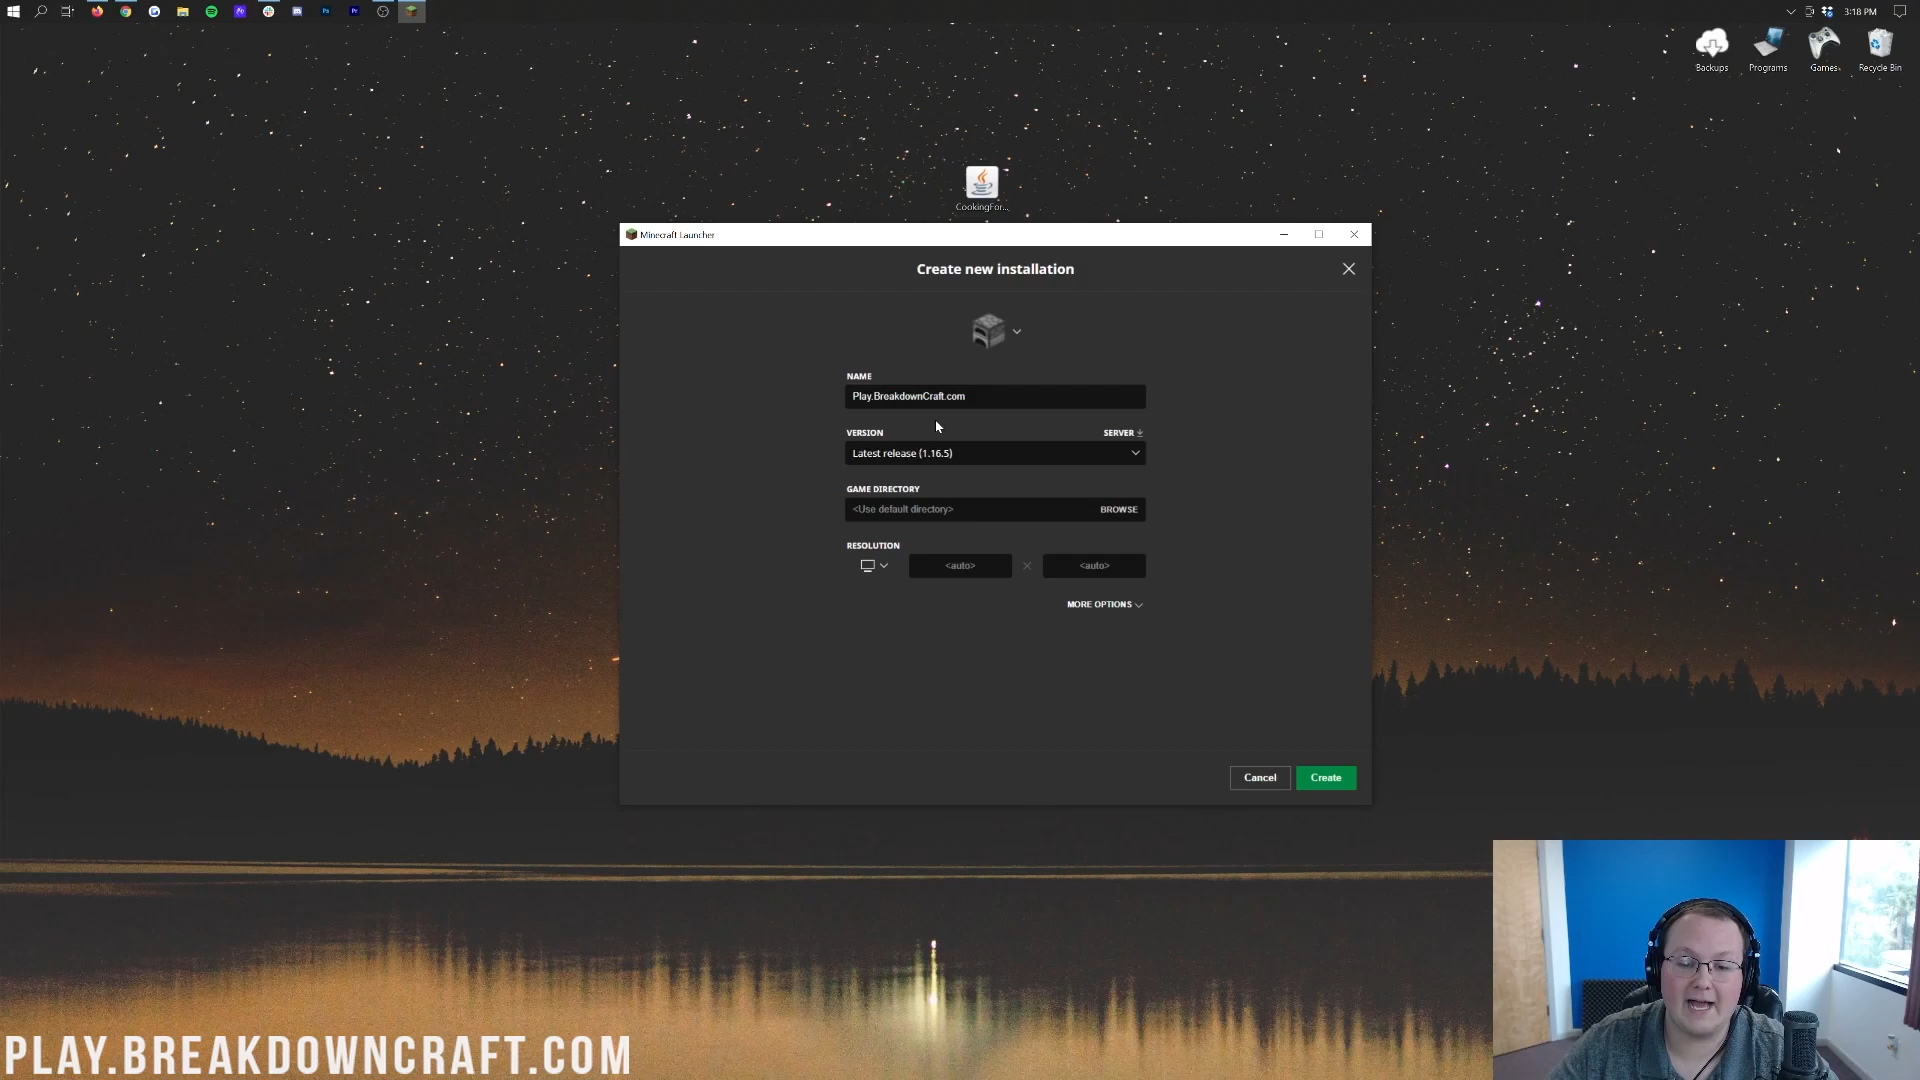 3:18 PM
Backups
Programs
Games
Recycle Bin
CookingFor...
Minecraft Launcher
Create new installation
NAME
Play.BreakdownCraft.com
VERSION
SERVER
Latest release (1.16.5)
GAME DIRECTORY
<Use default directory>
BROWSE
RESOLUTION
<auto>
<auto>
MORE OPTIONS
Cancel
Create
PLAY.BREAKDOWNCRAFT.COM